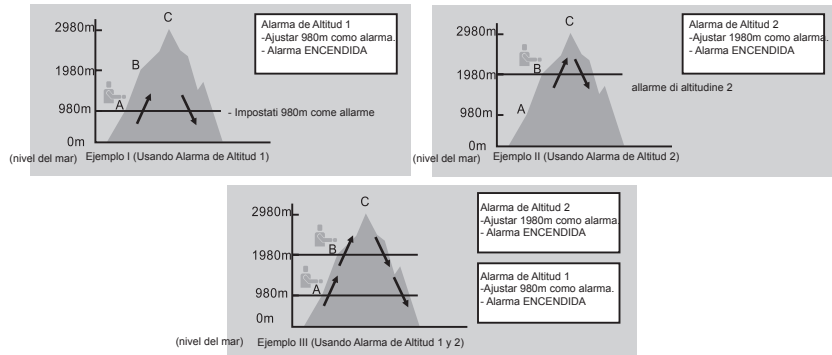 C
2980m
B
1980m
A
980m
- Impostati 980m come allarme
0m
(nivel del mar)
Ejemplo I (Usando Alarma de Altitud 1)
Alarma de Altitud 1
-Ajustar 980m como alarma.
- Alarma ENCENDIDA
C
2980m
B
1980m
allarme di altitudine 2
A
980m
0m
(nivel del mar)
Ejemplo II (Usando Alarma de Altitud 2)
Alarma de Altitud 2
-Ajustar 1980m como alarma.
- Alarma ENCENDIDA
C
2980m
B
1980m
A
980m
0m
(nivel del mar)
Ejemplo III (Usando Alarma de Altitud 1 y 2)
Alarma de Altitud 2
-Ajustar 1980m como alarma.
- Alarma ENCENDIDA
Alarma de Altitud 1
-Ajustar 980m como alarma.
- Alarma ENCENDIDA